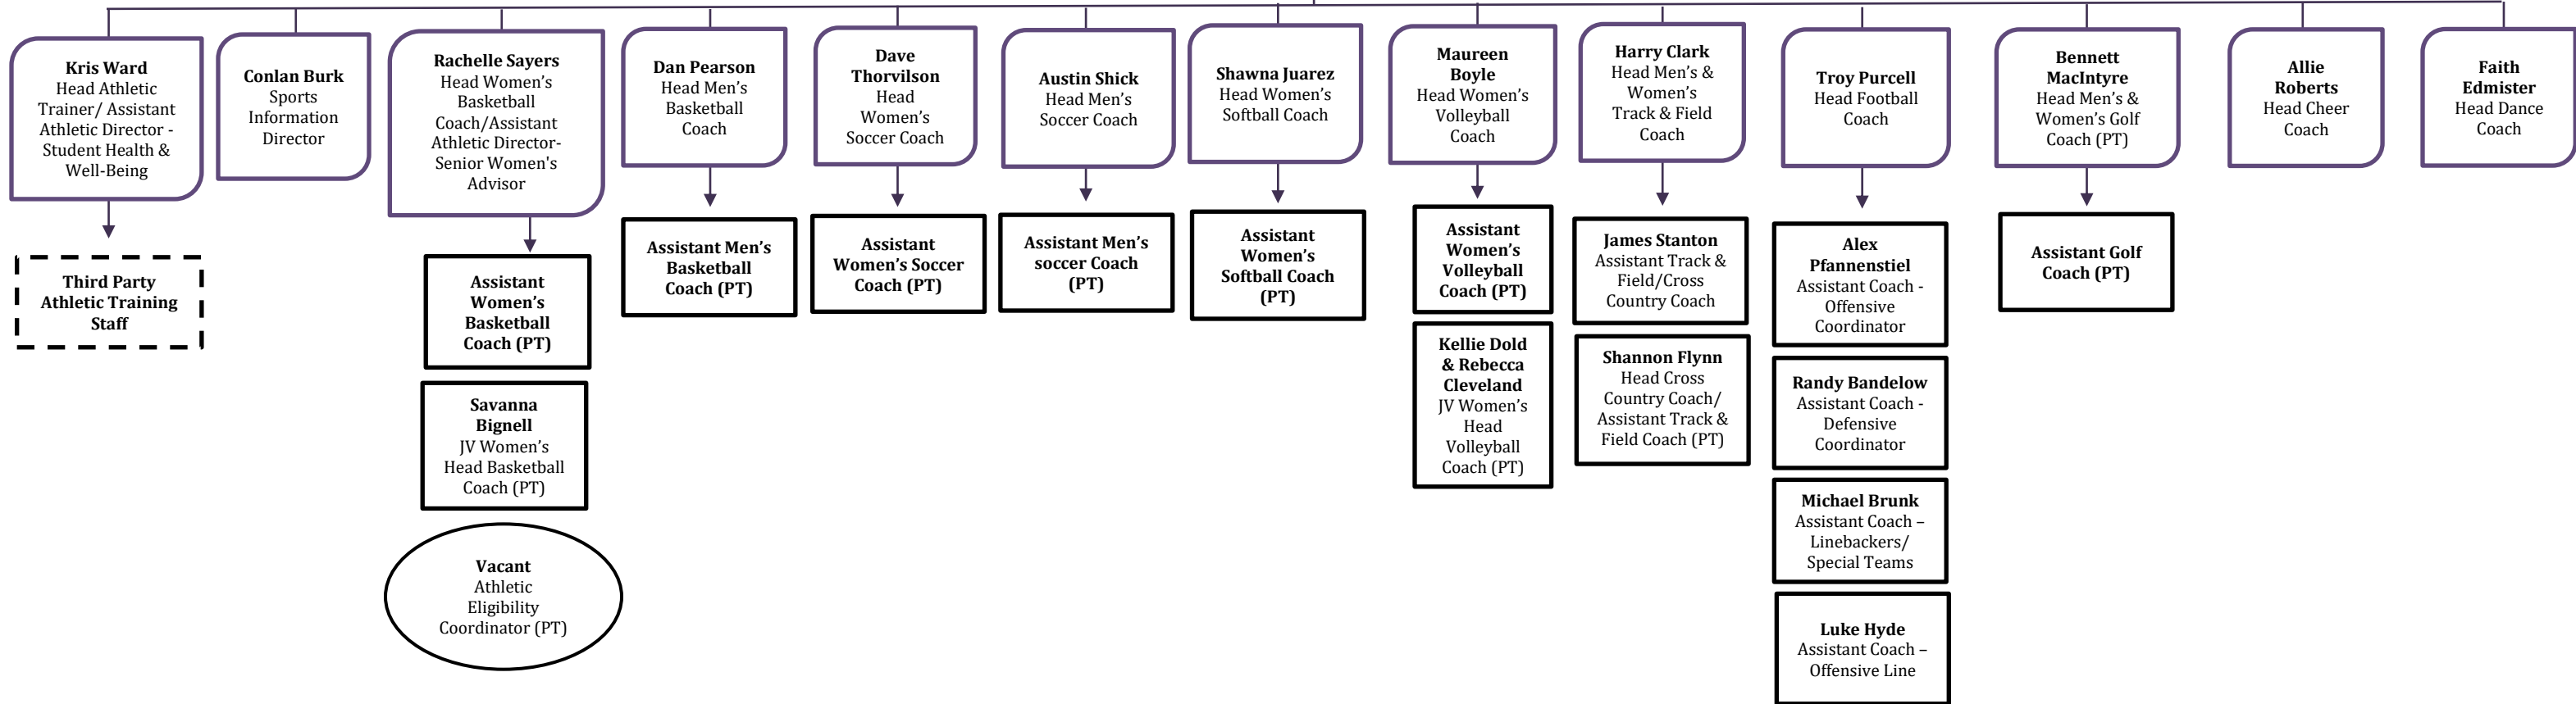 Kris Ward
Head Athletic
Trainer/ Assistant
Athletic Director -
Student Health &
Well-Being
Third Party
Athletic Training
Staff
Conlan Burk
Sports
Information
Director
Rachelle Sayers
Head Women's
Basketball
Coach/Assistant
Athletic Director-
Senior Women's
Advisor
Assistant
Women's
Basketball
Coach (PT)
Savanna
Bignell
JV Women's
Head Basketball
Coach (PT)
Vacant
Athletic
Eligibility
Coordinator (PT)
Dan Pearson
Head Men's
Basketball
Coach
Assistant Men's
Basketball
Coach (PT)
Dave
Thorvilson
Head
Women's
Soccer Coach
Assistant
Women's Soccer
Coach (PT)
Austin Shick
Head Men's
Soccer Coach
Assistant Men's
soccer Coach
(PT)
Shawna Juarez
Head Women's
Softball Coach
Assistant
Women's
Softball Coach
(PT)
Maureen
Boyle
Head Women's
Volleyball
Coach
Assistant
Women's
Volleyball
Coach (PT)
Kellie Dold
& Rebecca
Cleveland
JV Women's
Head
Volleyball
Coach (PT)
Harry Clark
Head Men's &
Women's
Track & Field
Coach
James Stanton
Assistant Track &
Field/Cross
Country Coach
Shannon Flynn
Head Cross
Country Coach/
Assistant Track &
Field Coach (PT)
Troy Purcell
Head Football
Coach
Alex
Pfannenstiel
Assistant Coach -
Offensive
Coordinator
Randy Bandelow
Assistant Coach -
Defensive
Coordinator
Michael Brunk
Assistant Coach –
Linebackers/
Special Teams
Luke Hyde
Assistant Coach –
Offensive Line
Bennett
MacIntyre
Head Men's &
Women's Golf
Coach (PT)
Assistant Golf
Coach (PT)
Allie
Roberts
Head Cheer
Coach
Faith
Edmister
Head Dance
Coach